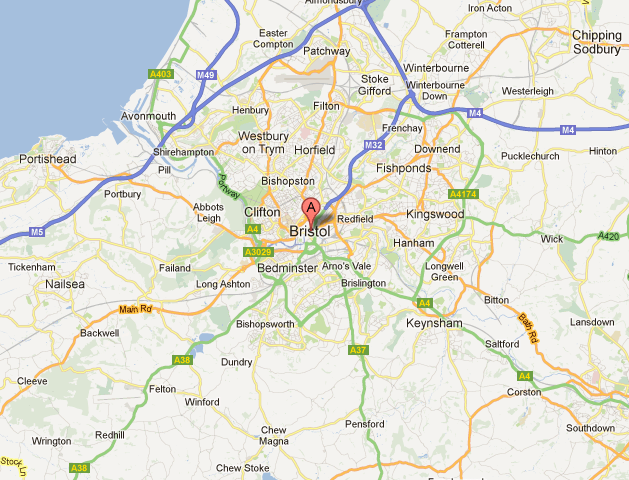 Almondsbury
Iron Acton
Easter
Compton
Patchway
Frampton
Cotterell
Chipping
Sodbury
A403
M49
Stoke
Gifford
Winterbourne
Winterbourne
Down
Westerleigh
Henbury
Filton
Avonmouth
M4
M4
Frenchay
Westbury
on Trym
Horfield
M32
Downend
Shirehampton
Portishead
Pill
Fishponds
Pucklechurch
Hinton
Bishopston
Portway
Portbury
A4174
Abbots
Leigh
Clifton
A
Redfield
Kingswood
M5
A4
Bristol
Wick
A420
Hanham
A3029
Tickenham
Failand
Bedminster
Arno's Vale
Longwell
Green
Nailsea
Long Ashton
Brislington
Bitton
Main Rd
A4
Bishopsworth
Keynsham
Bath Rd
Lansdown
Backwell
Saltford
A38
A37
Dundry
Cleeve
Felton
A4
Corston
Winford
Pensford
Southdown
Wrington
Redhill
Chew
Magna
Stock Ln
A38
Chew Stoke